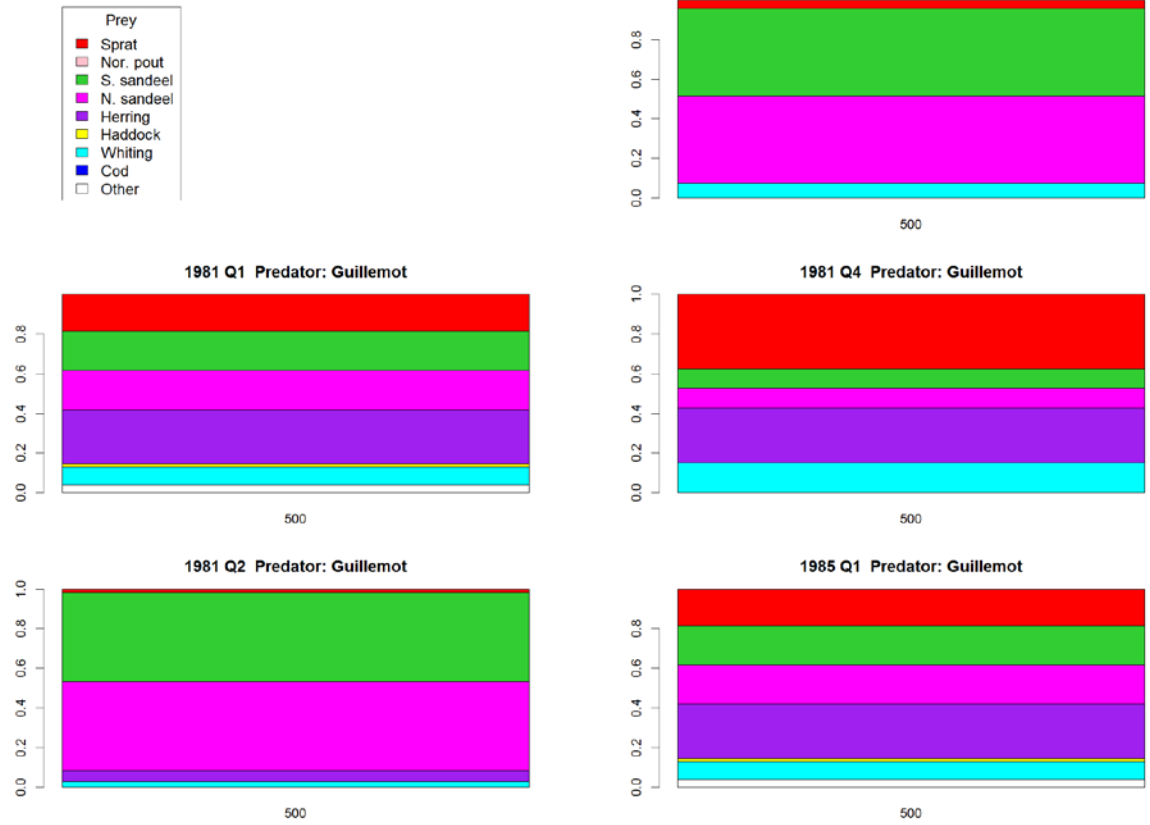 Prey
Sprat
Nor. pout
S. sandeel
N. sandeel
Herring
Haddock
Whiting
Cod
Other
0.0 0.2 0.4 0.6 0.8
500
1981 Q1 Predator: Guillemot
0.0 0.2 0.4 0.6 0.8
500
1981 Q4 Predator: Guillemot
0.0 0.2 0.4 0.6 0.8 1.0
500
1981 Q2 Predator: Guillemot
0.0 0.2 0.4 0.6 0.8 1.0
500
1985 Q1 Predator: Guillemot
0.0 0.2 0.4 0.6 0.8
500